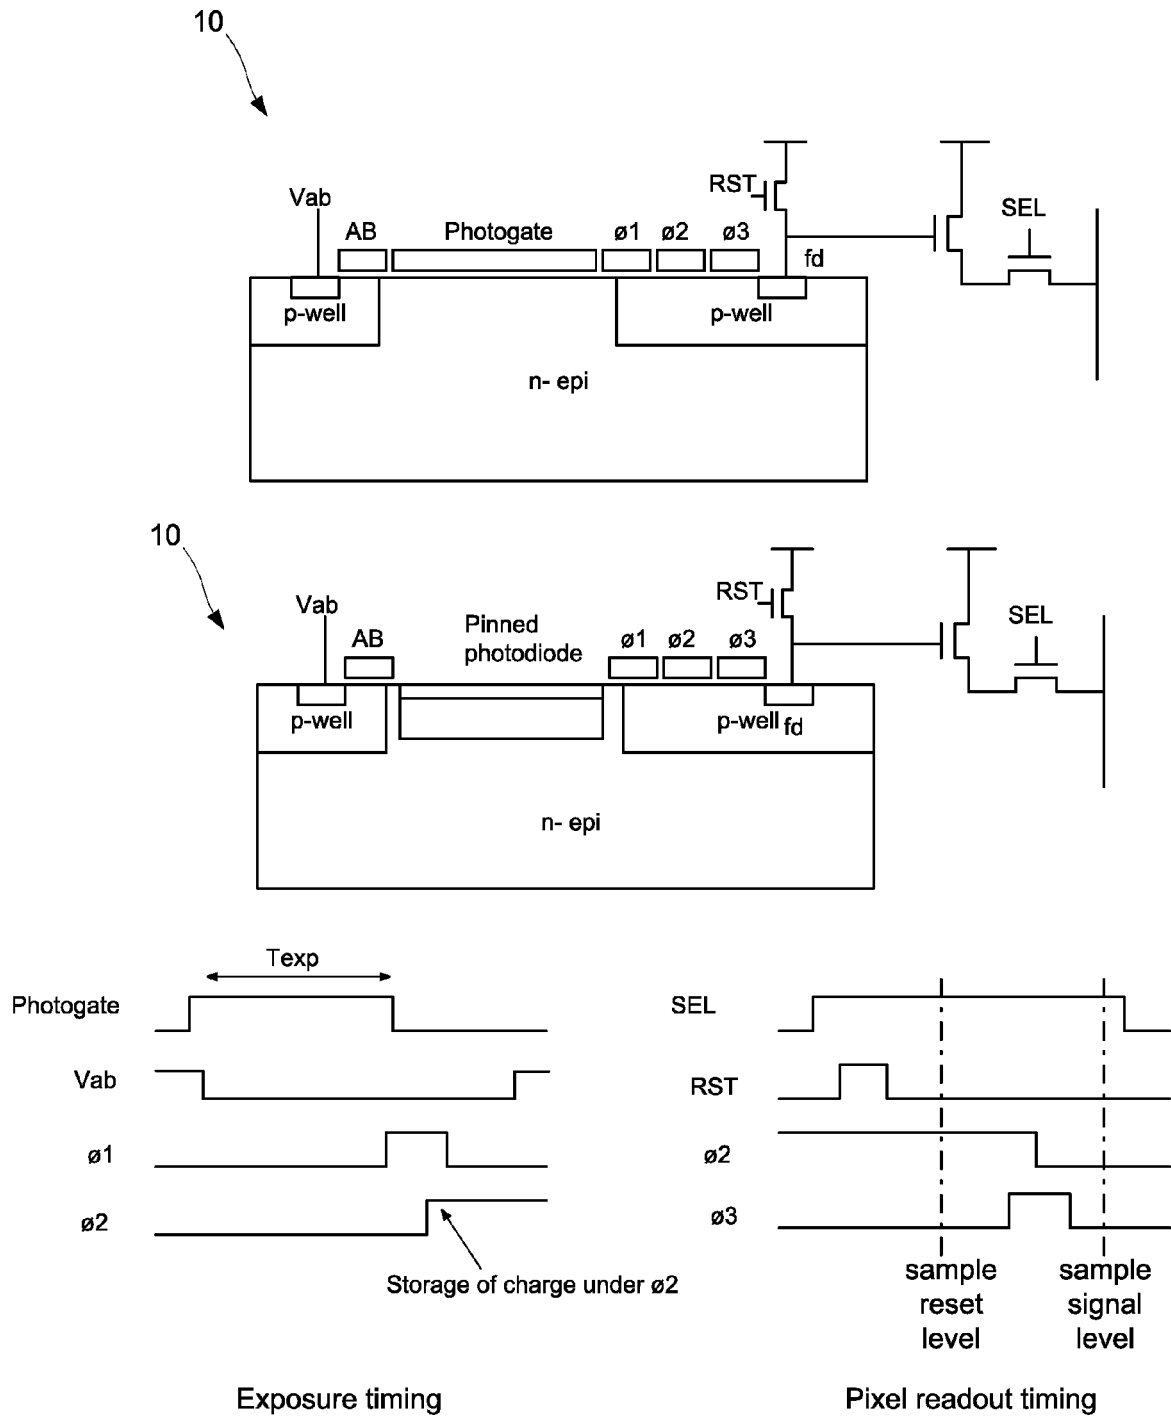 10
Vab
AB
Photogate
ø1
ø2
ø3
RST
SEL
fd
p-well
p-well
n- epi
10
Vab
AB
Pinned
photodiode
ø1
ø2
ø3
RST
SEL
p-well
p-well
fd
n- epi
Texp
Photogate
Vab
ø1
ø2
Storage of charge under ø2
Exposure timing
SEL
RST
ø2
ø3
sample
reset
level
sample
signal
level
Pixel readout timing